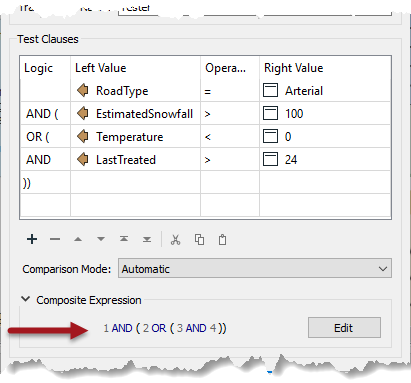 Tester
Test Clauses
Logic Left Value Opera... Right Value
RoadType = Arterial
AND ( EstimatedSnowfall > 100
OR ( Temperature < 0
AND LastTreated > 24
))
Comparison Mode: Automatic
Composite Expression
1 AND ( 2 OR ( 3 AND 4 )) Edit